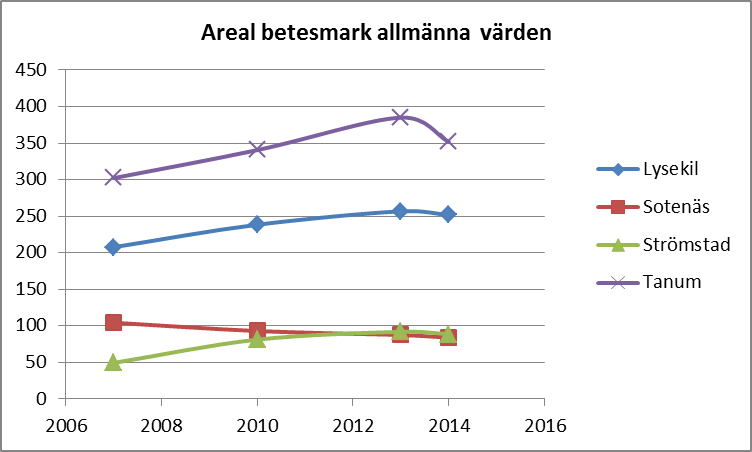 Areal betesmark allmänna  värden
450
400
350
300
250
200
150
100
50
0
2006 2008 2010 2012 2014 2016
Lysekil
Sotenäs
Strömstad
Tanum